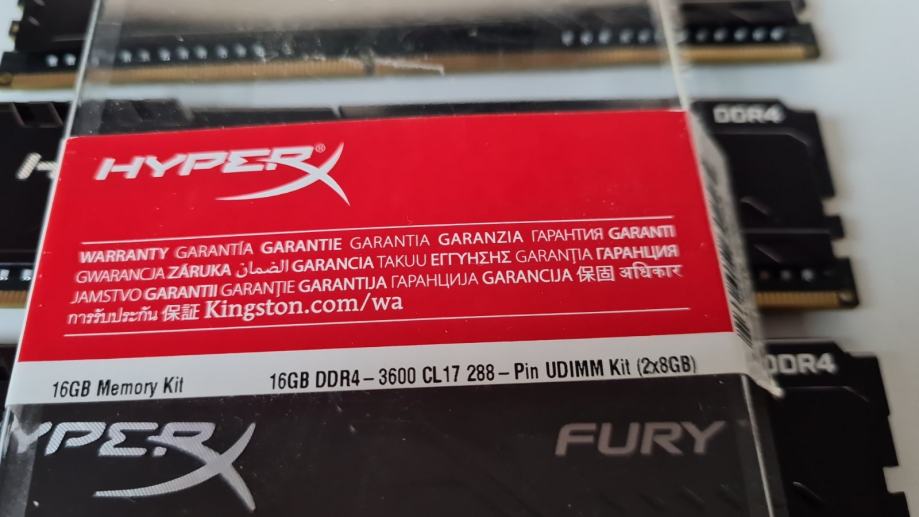 DDR4
HYPERX®
WARRANTY GARANTÍA GARANTIE GARANTIA GARANZIA ГАРАНТИЯ GARANTI
GWARANCJA ZÁRUKA الضمان GARANCIA TAKUU ΕΓΓΥΗΣΗΣ GARANŢIA ГАРАНЦИЯ
JAMSTVO GARANTII GARANŢIE GARANTIJA ГАРАНЦИЈА GARANCIJA 保固 अधिकार
การรับประกัน 保証 Kingston.com/wa
16GB Memory Kit 16GB DDR4 – 3600 CL17 288 – Pin UDIMM Kit (2x8GB)
DDR4
YPERX FURY